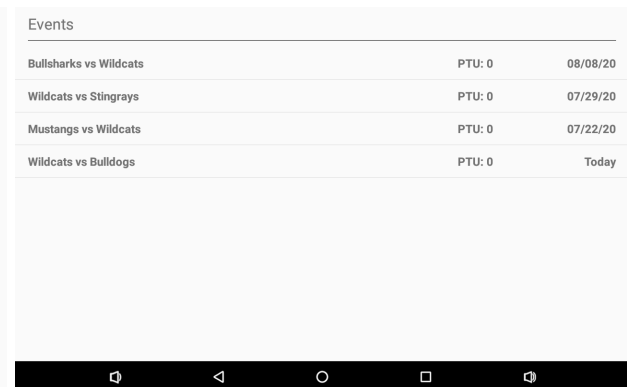 Events
Bullsharks vs Wildcats PTU: 0 08/08/20
Wildcats vs Stingrays PTU: 0 07/29/20
Mustangs vs Wildcats PTU: 0 07/22/20
Wildcats vs Bulldogs PTU: 0 Today